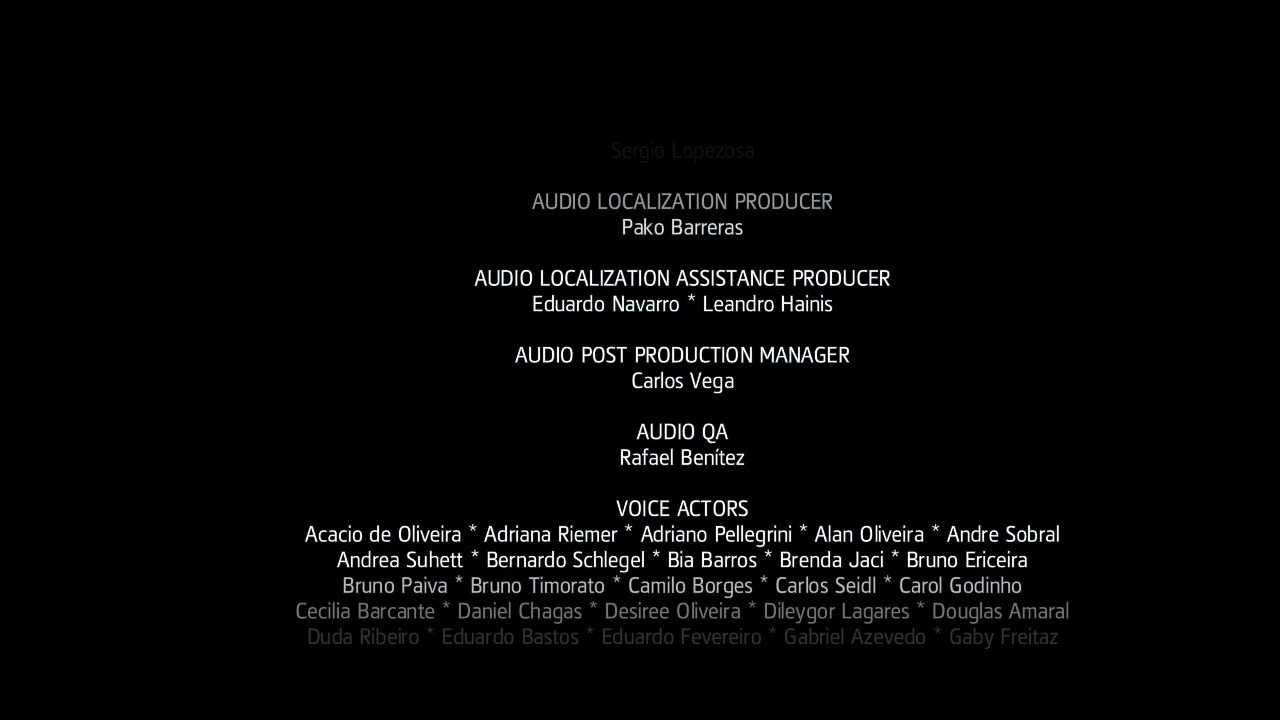 Sergio Lopezosa
AUDIO LOCALIZATION PRODUCER
Pako Barreras
AUDIO LOCALIZATION ASSISTANCE PRODUCER
Eduardo Navarro * Leandro Hainis
AUDIO POST PRODUCTION MANAGER
Carlos Vega
AUDIO QA
Rafael Benítez
VOICE ACTORS
Acacio de Oliveira * Adriana Riemer * Adriano Pellegrini * Alan Oliveira * Andre Sobral
Andrea Suhett * Bernardo Schlegel * Bia Barros * Brenda Jaci * Bruno Ericeira
Bruno Paiva * Bruno Timorato * Camilo Borges * Carlos Seidl * Carol Godinho
Cecilia Barcante * Daniel Chagas * Desiree Oliveira * Dileygor Lagares * Douglas Amaral
Duda Ribeiro * Eduardo Bastos * Eduardo Fevereiro * Gabriel Azevedo * Gaby Freitaz